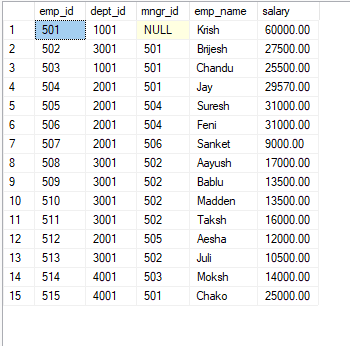 emp_id dept_id mngr_id emp_name salary
1 501 1001 NULL Krish 60000.00
2 502 3001 501 Brijesh 27500.00
3 503 1001 501 Chandu 25500.00
4 504 2001 501 Jay 29570.00
5 505 2001 504 Suresh 31000.00
6 506 2001 504 Feni 31000.00
7 507 2001 506 Sanket 9000.00
8 508 3001 502 Aayush 17000.00
9 509 3001 502 Bablu 13500.00
10 510 3001 502 Madden 13500.00
11 511 3001 502 Taksh 16000.00
12 512 2001 505 Aesha 12000.00
13 513 3001 502 Juli 10500.00
14 514 4001 503 Moksh 14000.00
15 515 4001 501 Chako 25000.00